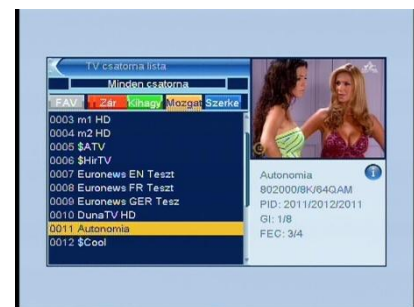 TV csatorna lista
Minden csatorna
FAV Zár Kihagy Mozgat Szerke
0003 m1 HD
0004 m2 HD
0005 $ATV
0006 $HírTV
0007 Euronews EN Teszt
0008 Euronews FR Teszt
0009 Euronews GER Tesz
0010 DunaTV HD
0011 Autonomia
0012 $Cool
Autonomia
802000/8K/64QAM
PID: 2011/2012/2011
GI: 1/8
FEC: 3/4